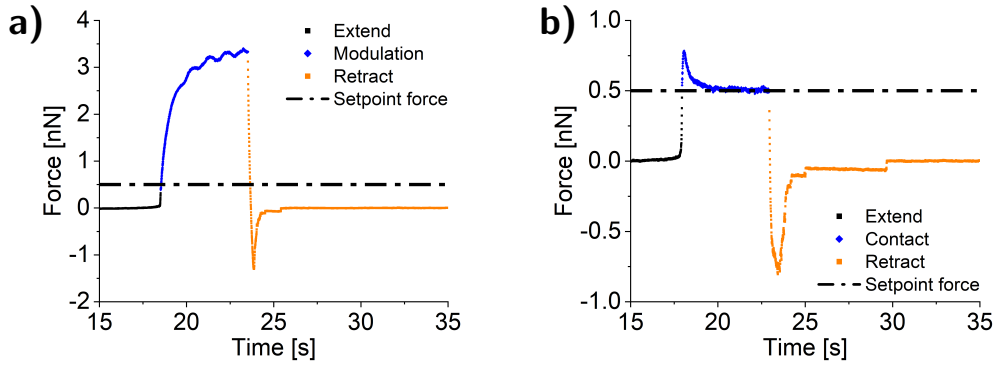 a)
4
3
2
1
0
-1
-2
Force [nN]
15 20 25 30 35
Time [s]
Extend
Modulation
Retract
Setpoint force
b)
1.0
0.5
0.0
-0.5
-1.0
Force [nN]
15 20 25 30 35
Time [s]
Extend
Contact
Retract
Setpoint force